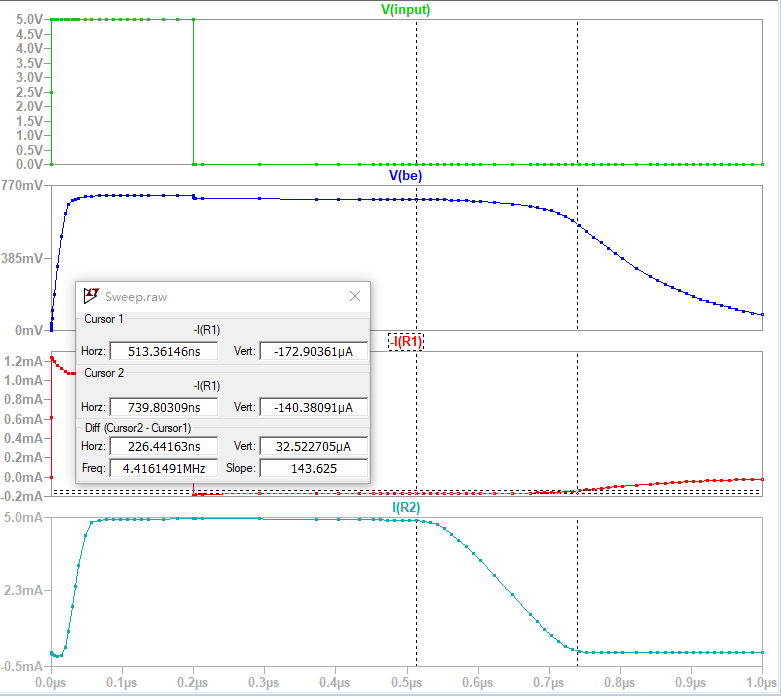 V(input)
5.0V
4.5V
4.0V
3.5V
3.0V
2.5V
2.0V
1.5V
1.0V
0.5V
0.0V
V(be)
770mV
385mV
0mV
Sweep.raw
Cursor 1
-I(R1)
Horz: 513.36146ns Vert: -172.90361µA
Cursor 2
-I(R1)
Horz: 739.80309ns Vert: -140.38091µA
Diff (Cursor2 - Cursor1)
Horz: 226.44163ns Vert: 32.522705µA
Freq: 4.4161491MHz Slope: 143.625
-I(R1)
1.2mA
1.0mA
0.8mA
0.6mA
0.4mA
0.2mA
0.0mA
-0.2mA
I(R2)
5.0mA
2.3mA
-0.5mA
0.0µs 0.1µs 0.2µs 0.3µs 0.4µs 0.5µs 0.6µs 0.7µs 0.8µs 0.9µs 1.0µs